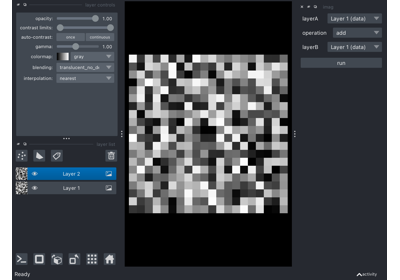 layer controls
opacity: 1.00
contrast limits:
auto-contrast: once continuous
gamma: 1.00
colormap: gray
blending: translucent_no_de
interpolation: nearest
layer list
Layer 2
Layer 1
Ready
layerA Layer 1 (data)
operation add
layerB Layer 1 (data)
run
activity